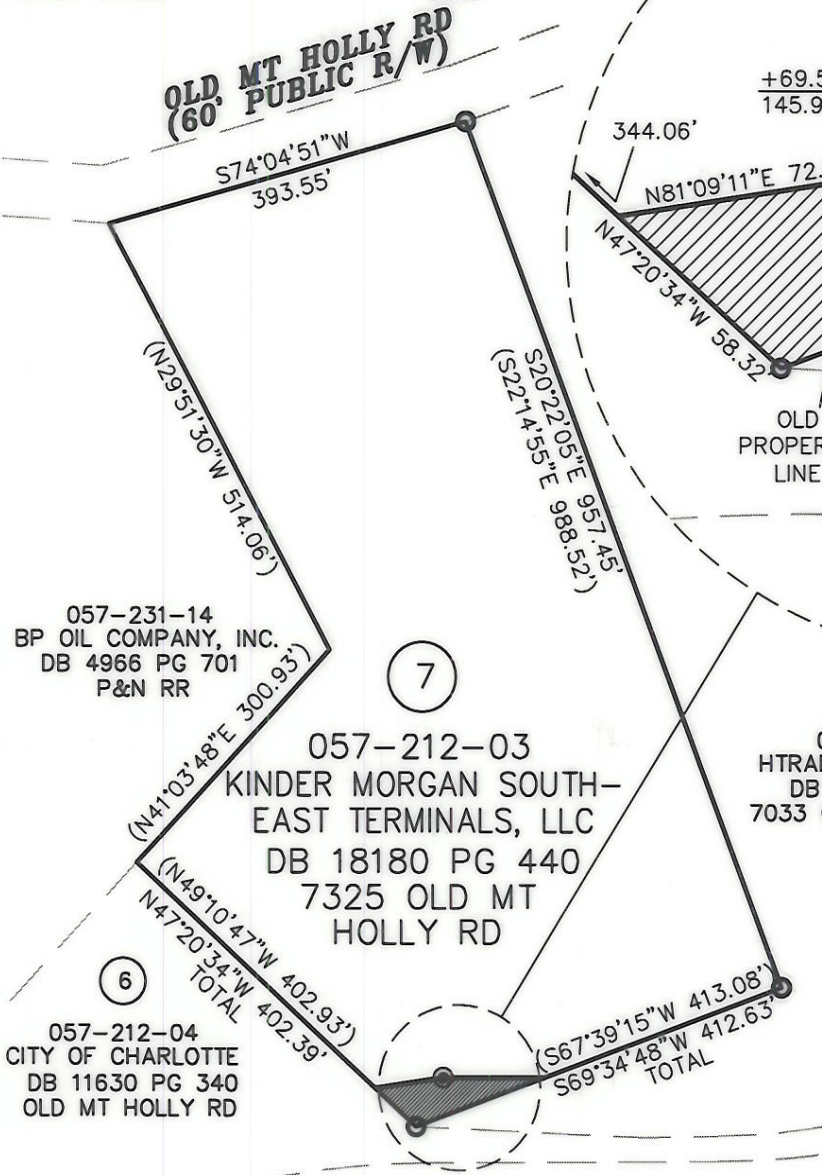 OLD MT HOLLY RD
(60' PUBLIC R/W)
S74°04'51"W
393.55'
+69.5
145.9
344.06'
N81°09'11"E 72.
N47°20'34"W 58.32'
OLD
PROPER
LINE
(N29°51'30"W 514.06')
S20°22'05"E 957.45'
(S22°14'55"E 988.52')
057-231-14
BP OIL COMPANY, INC.
DB 4966 PG 701
P&N RR
(N41°03'48"E 300.93')
7
057-212-03
KINDER MORGAN SOUTH-
EAST TERMINALS, LLC
DB 18180 PG 440
7325 OLD MT
HOLLY RD
HTRAD
DB
7033
(N49°10'47"W 402.93')
N47°20'34"W 402.39'
TOTAL
6
057-212-04
CITY OF CHARLOTTE
DB 11630 PG 340
OLD MT HOLLY RD
(S67°39'15"W 413.08')
S69°34'48"W 412.63'
TOTAL